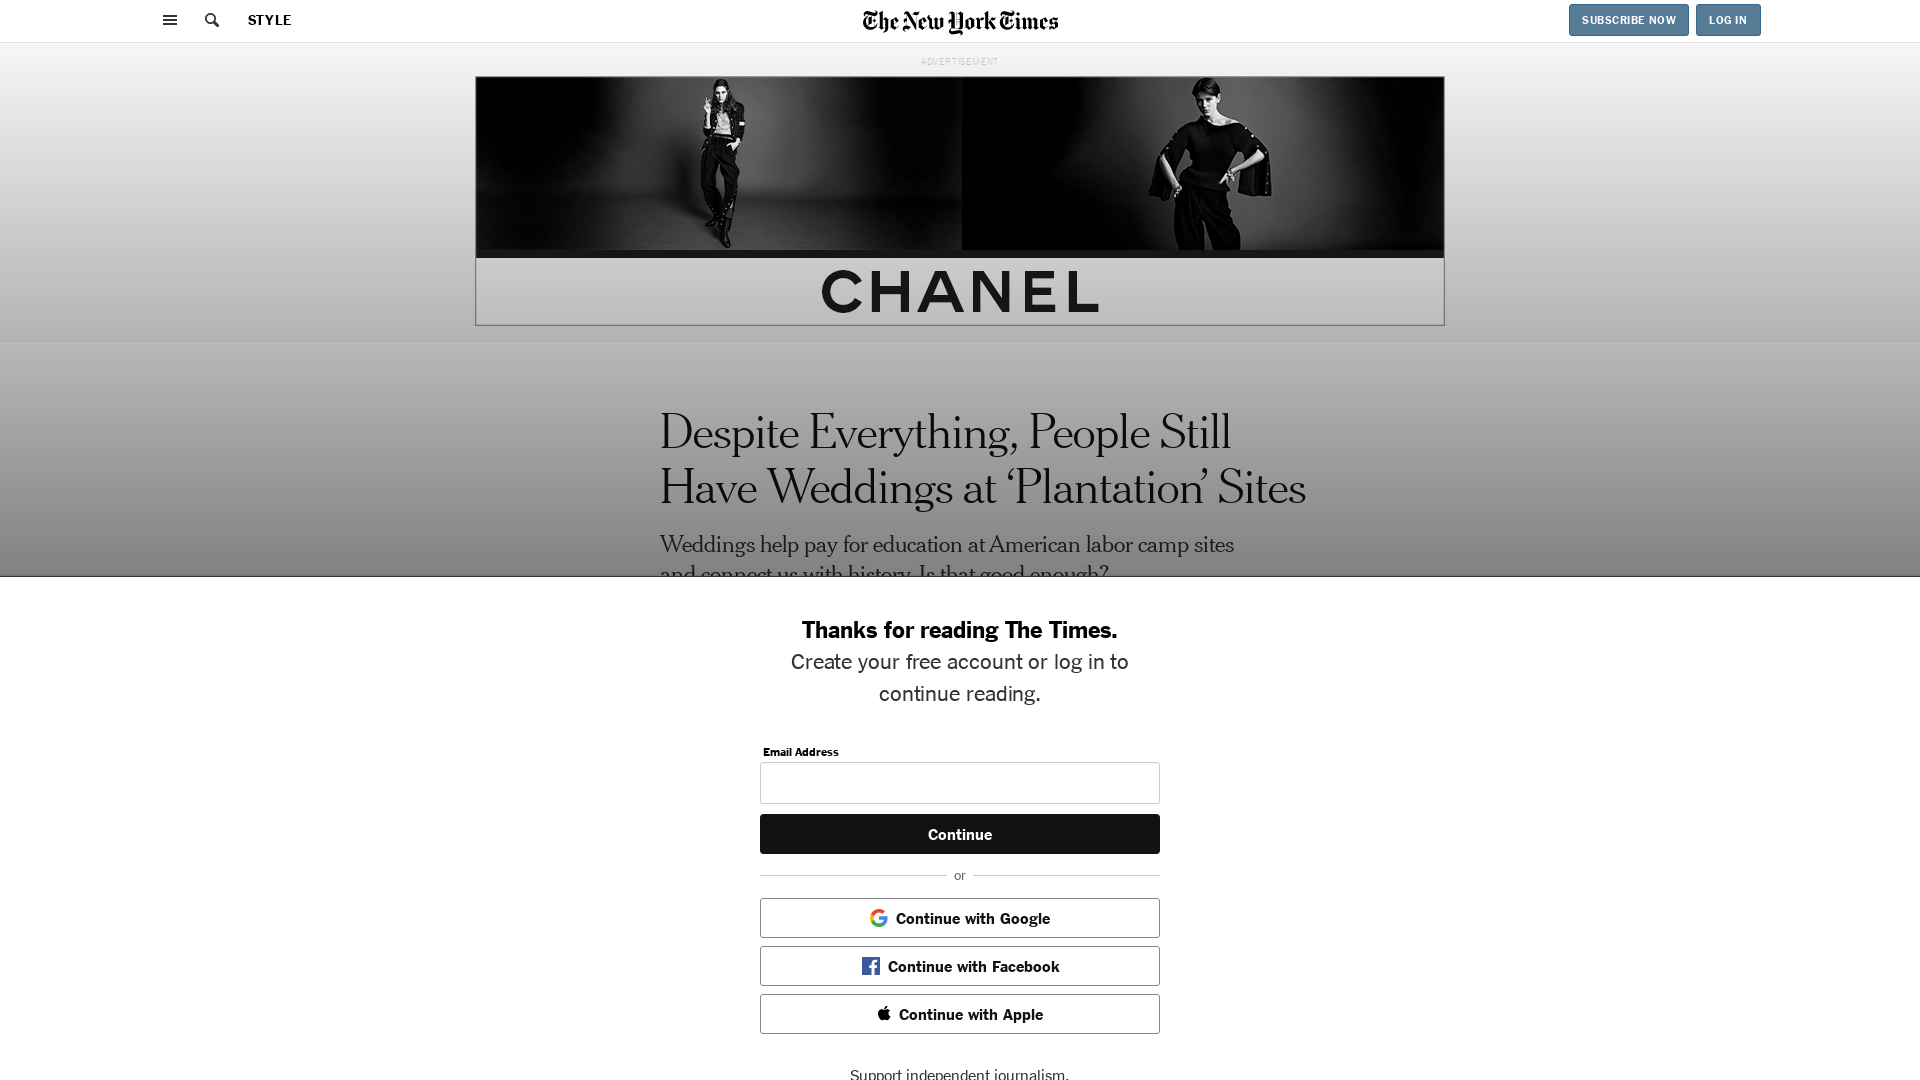 STYLE
The New York Times
SUBSCRIBE NOW
LOG IN
ADVERTISEMENT
CHANEL
Despite Everything, People Still
Have Weddings at ‘Plantation’ Sites
Weddings help pay for education at American labor camp sites
and connect us with history. Is that good enough?
Thanks for reading The Times.
Create your free account or log in to
continue reading.
Email Address
Continue
or
Continue with Google
Continue with Facebook
Continue with Apple
Support independent journalism.